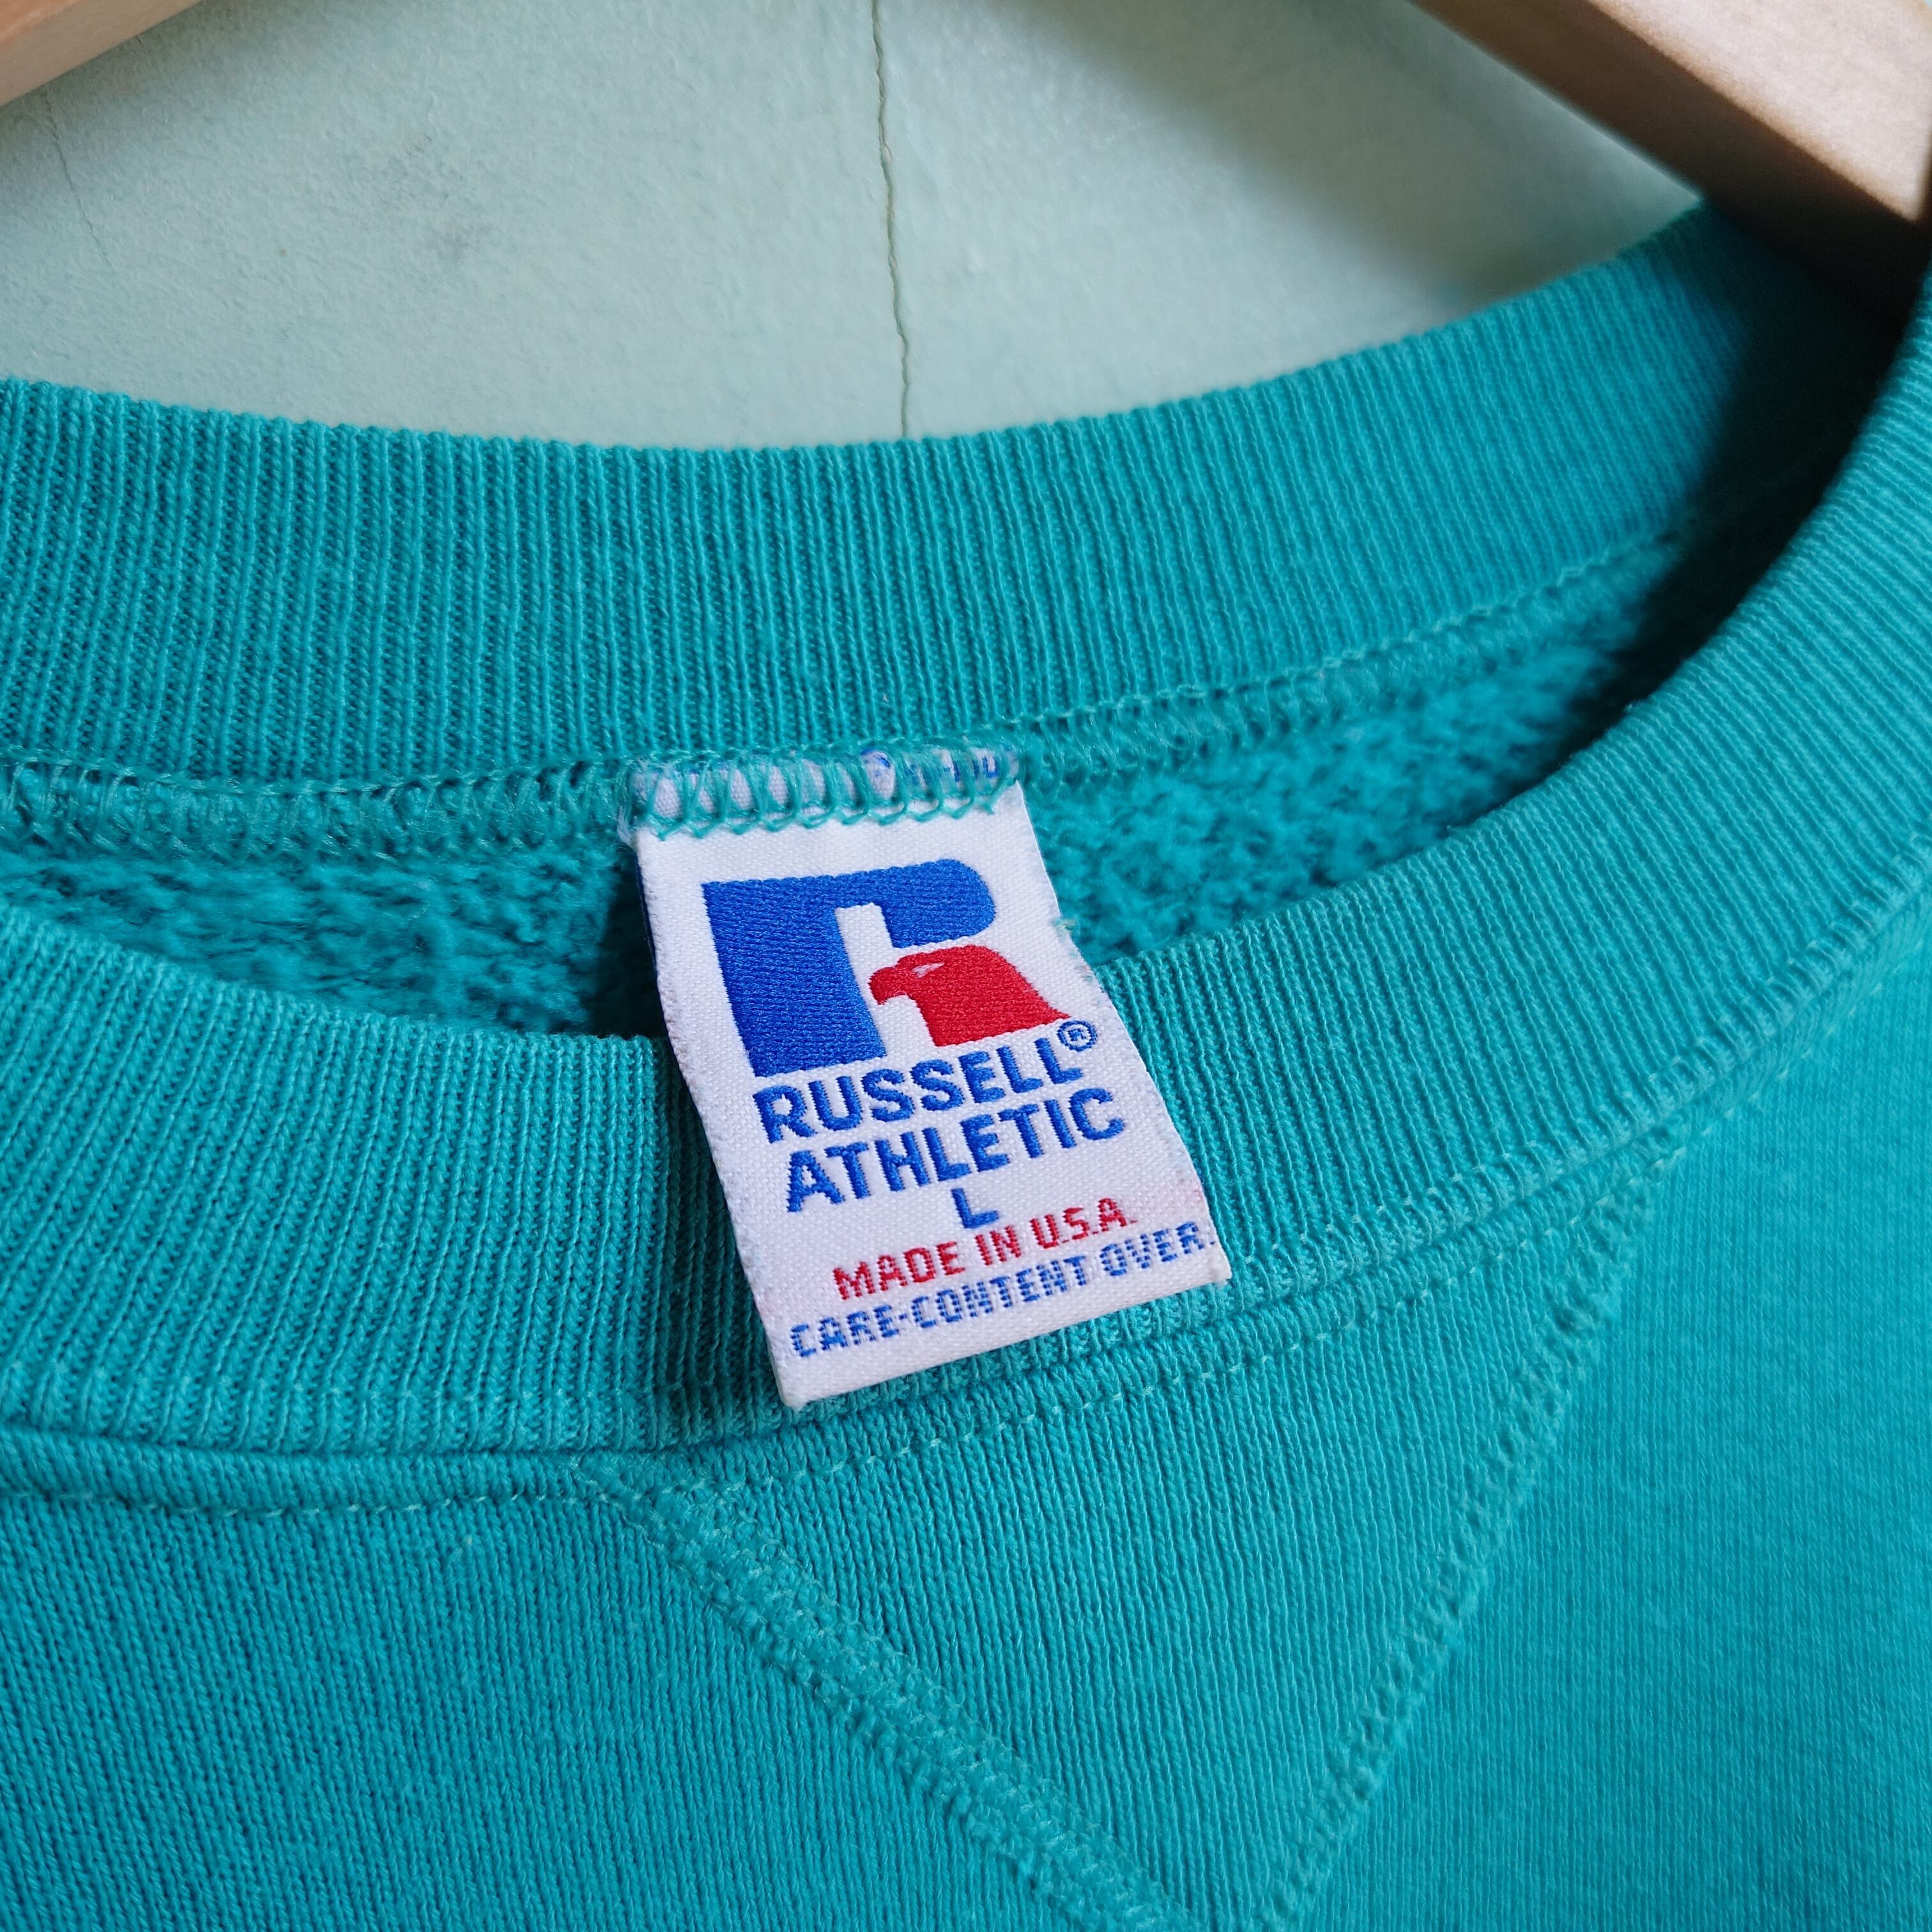 R
RUSSELL®
ATHLETIC
L
MADE IN U.S.A.
CARE-CONTENT OVER.